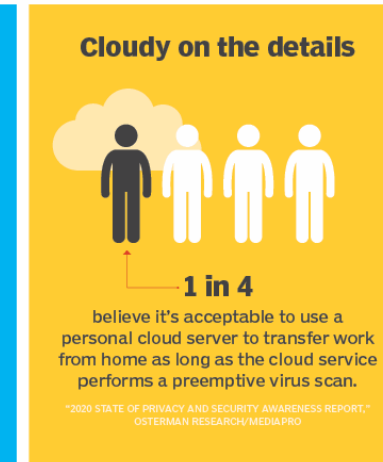 Cloudy on the details
1 in 4
believe it's acceptable to use a
personal cloud server to transfer work
from home as long as the cloud service
performs a preemptive virus scan.
"2020 STATE OF PRIVACY AND SECURITY AWARENESS REPORT,"
OSTERMAN RESEARCH/MEDIAPRO